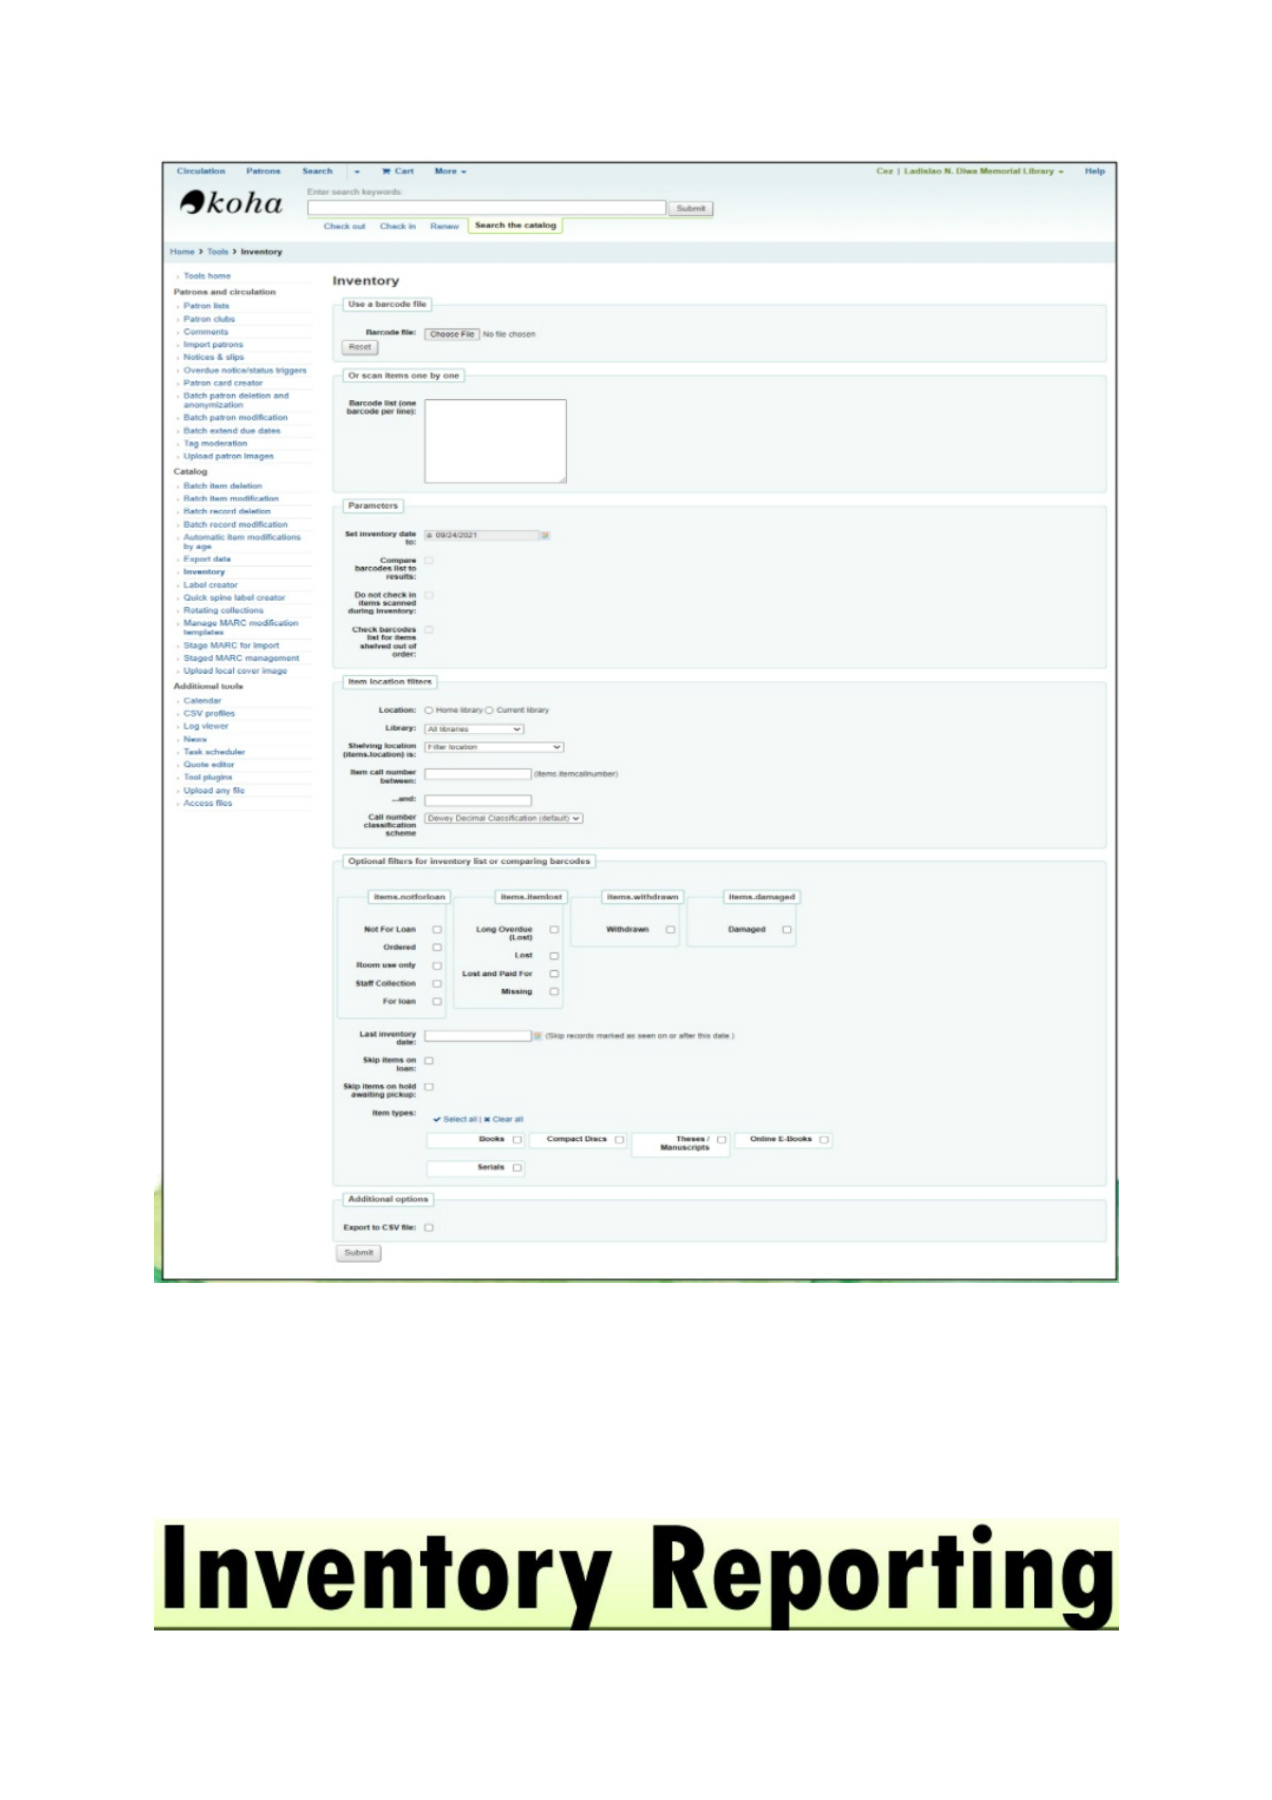 Circulation Patrons Search Cart More Cez | Ladislao N. Diwa Memorial Library Help
koha
Enter search keywords:
Submit
Check out Check in Renew Search the catalog
Home > Tools > Inventory
Tools home
Patrons and circulation
Patron lists
Patron clubs
Comments
Import patrons
Notices & slips
Overdue notice/status triggers
Patron card creator
Batch patron deletion and
anonymization
Batch patron modification
Batch extend due dates
Tag moderation
Upload patron images
Catalog
Batch item deletion
Batch item modification
Batch record deletion
Batch record modification
Automatic item modifications
by age
Export data
Inventory
Label creator
Quick spine label creator
Rotating collections
Manage MARC modification
templates
Stage MARC for import
Staged MARC management
Upload local cover image
Additional tools
Calendar
CSV profiles
Log viewer
News
Task scheduler
Quote editor
Tool plugins
Upload any file
Access files
Inventory
Use a barcode file
Barcode file: Choose File No file chosen
Reset
Or scan items one by one
Barcode list (one
barcode per line):
Parameters
Set inventory date
to:
09/24/2021
Compare
barcodes list to
results:
Do not check in
items scanned
during inventory:
Check barcodes
list for items
shelved out of
order:
Item location filters
Location: Home library Current library
Library: All libraries
Shelving location
(items.location) is:
Filter location
Item call number
between:
(items.itemcallnumber)
...and:
Call number
classification
scheme
Dewey Decimal Classification (default)
Optional filters for inventory list or comparing barcodes
items.notforloan
Not For Loan
Ordered
Room use only
Staff Collection
For loan
items.itemlost
Long Overdue
(Lost)
Lost
Lost and Paid For
Missing
items.withdrawn
Withdrawn
items.damaged
Damaged
Last inventory
date:
(Skip records marked as seen on or after this date.)
Skip items on
loan:
Skip items on hold
awaiting pickup:
Item types:
Select all | Clear all
Books Compact Discs Theses /
Manuscripts Online E-Books
Serials
Additional options
Export to CSV file:
Submit
Inventory Reporting